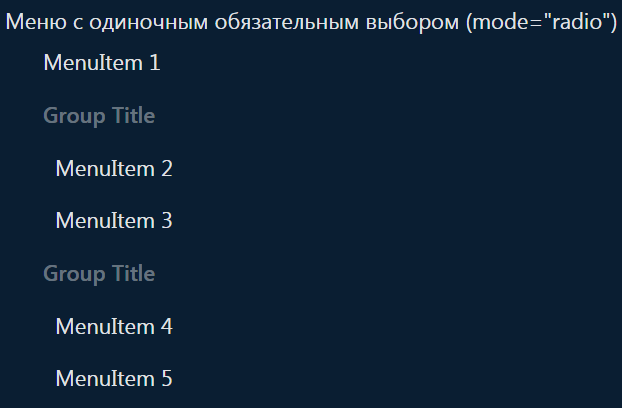 Меню с одиночным обязательным выбором (mode="radio")
MenuItem 1
Group Title
MenuItem 2
MenuItem 3
Group Title
MenuItem 4
MenuItem 5